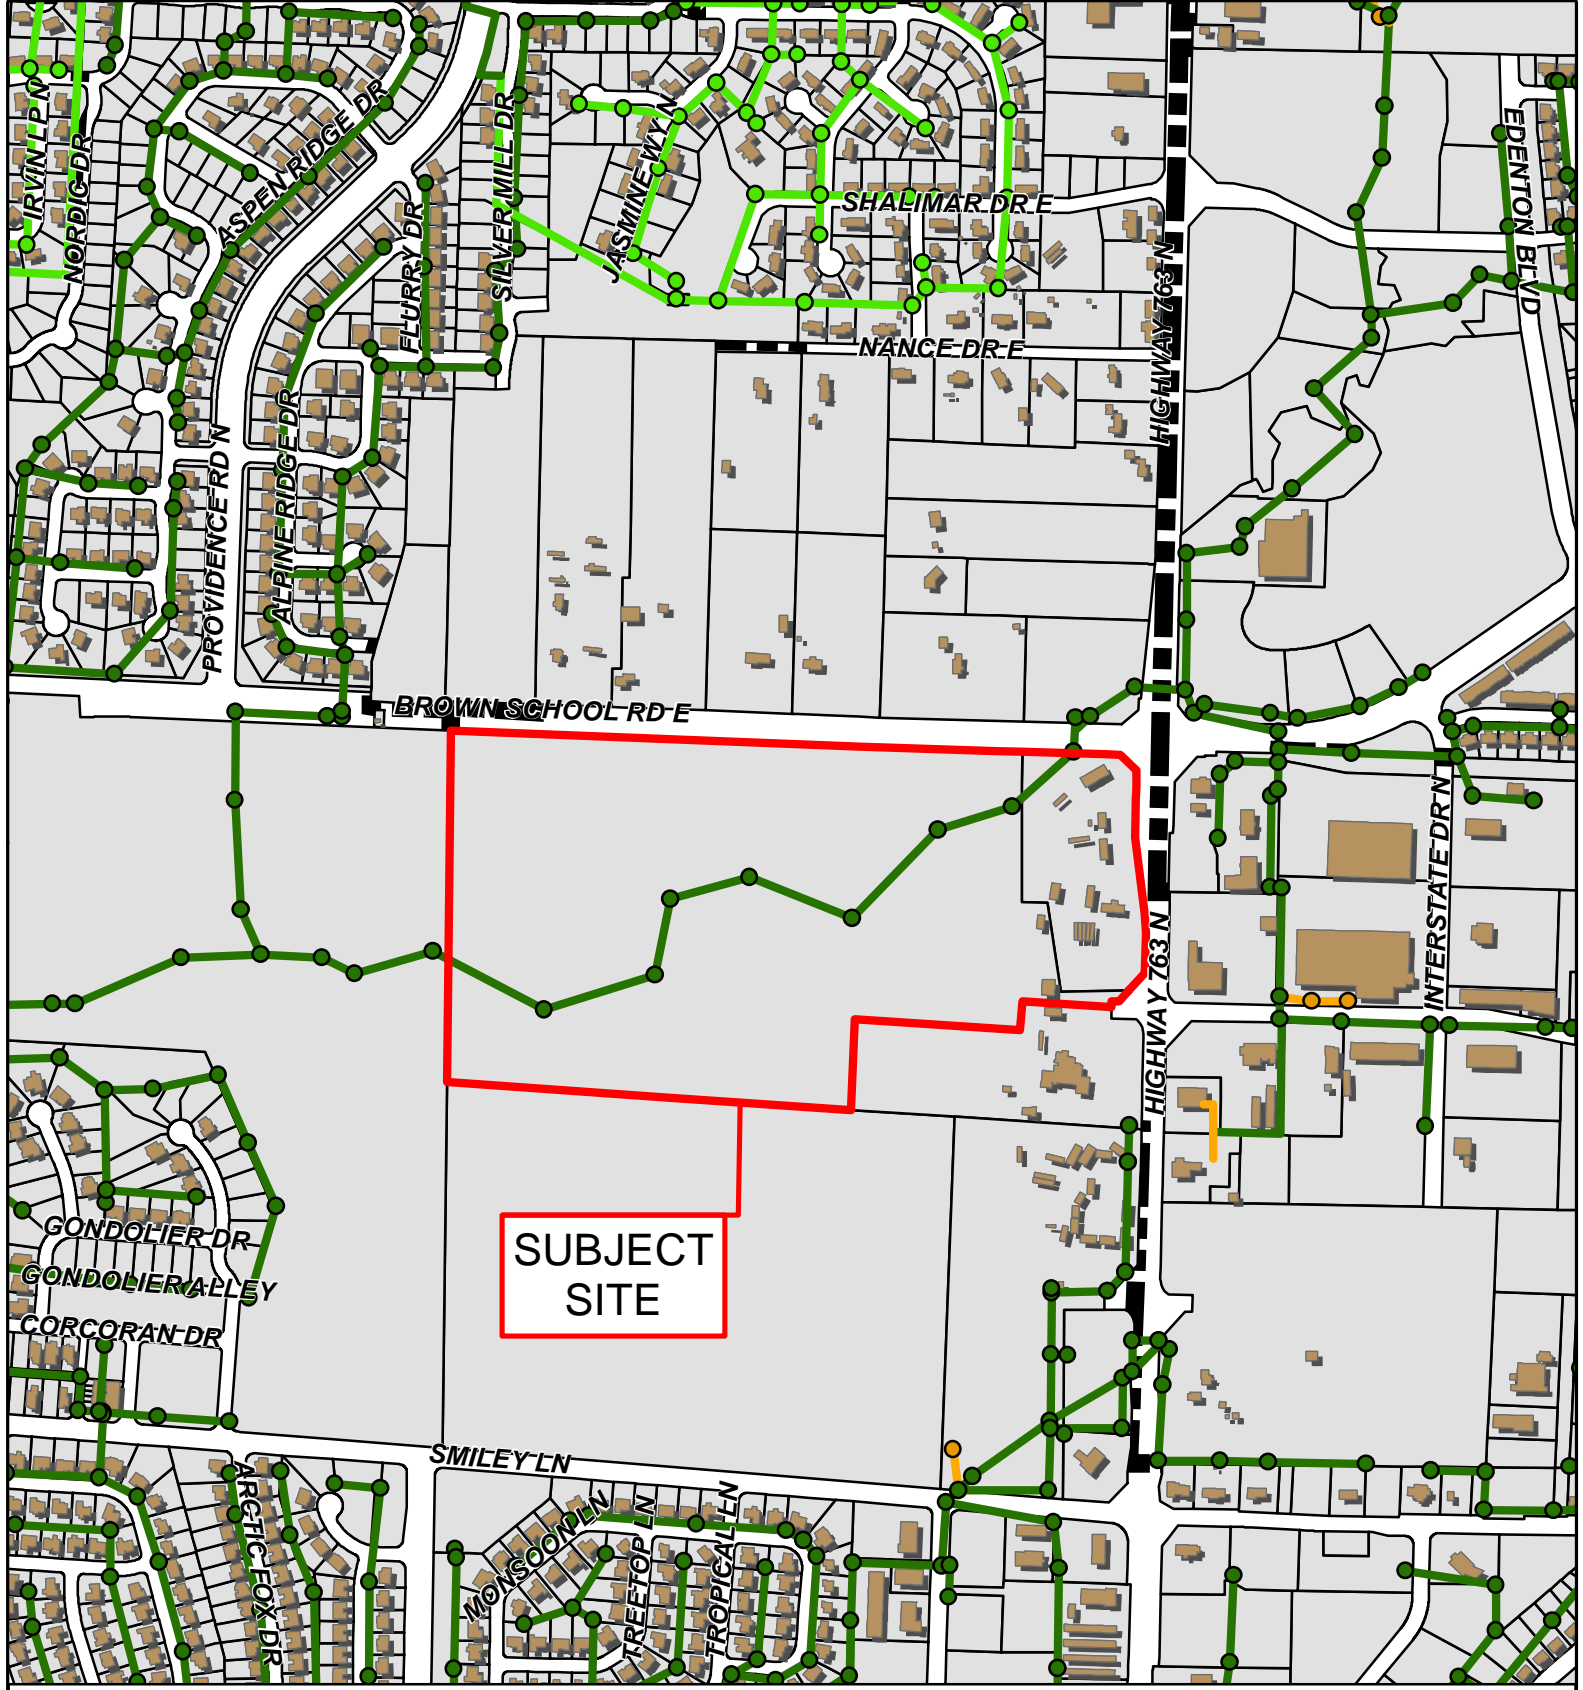 IRVIN LP N
NORDIC DR
ASPEN RIDGE DR
FLURRY DR
SILVER MILL DR
JASMINE WY N
SHALIMAR DR E
NANCE DR E
HIGHWAY 763 N
EDENTON BLVD
PROVIDENCE RD N
ALPINE RIDGE DR
BROWN SCHOOL RD E
HIGHWAY 763 N
INTERSTATE DR N
GONDOLIER DR
GONDOLIER ALLEY
CORCORAN DR
SUBJECT
SITE
SMILEY LN
ARCTIC FOX DR
MONSOON LN
TREETOP LN
TROPICAL LN